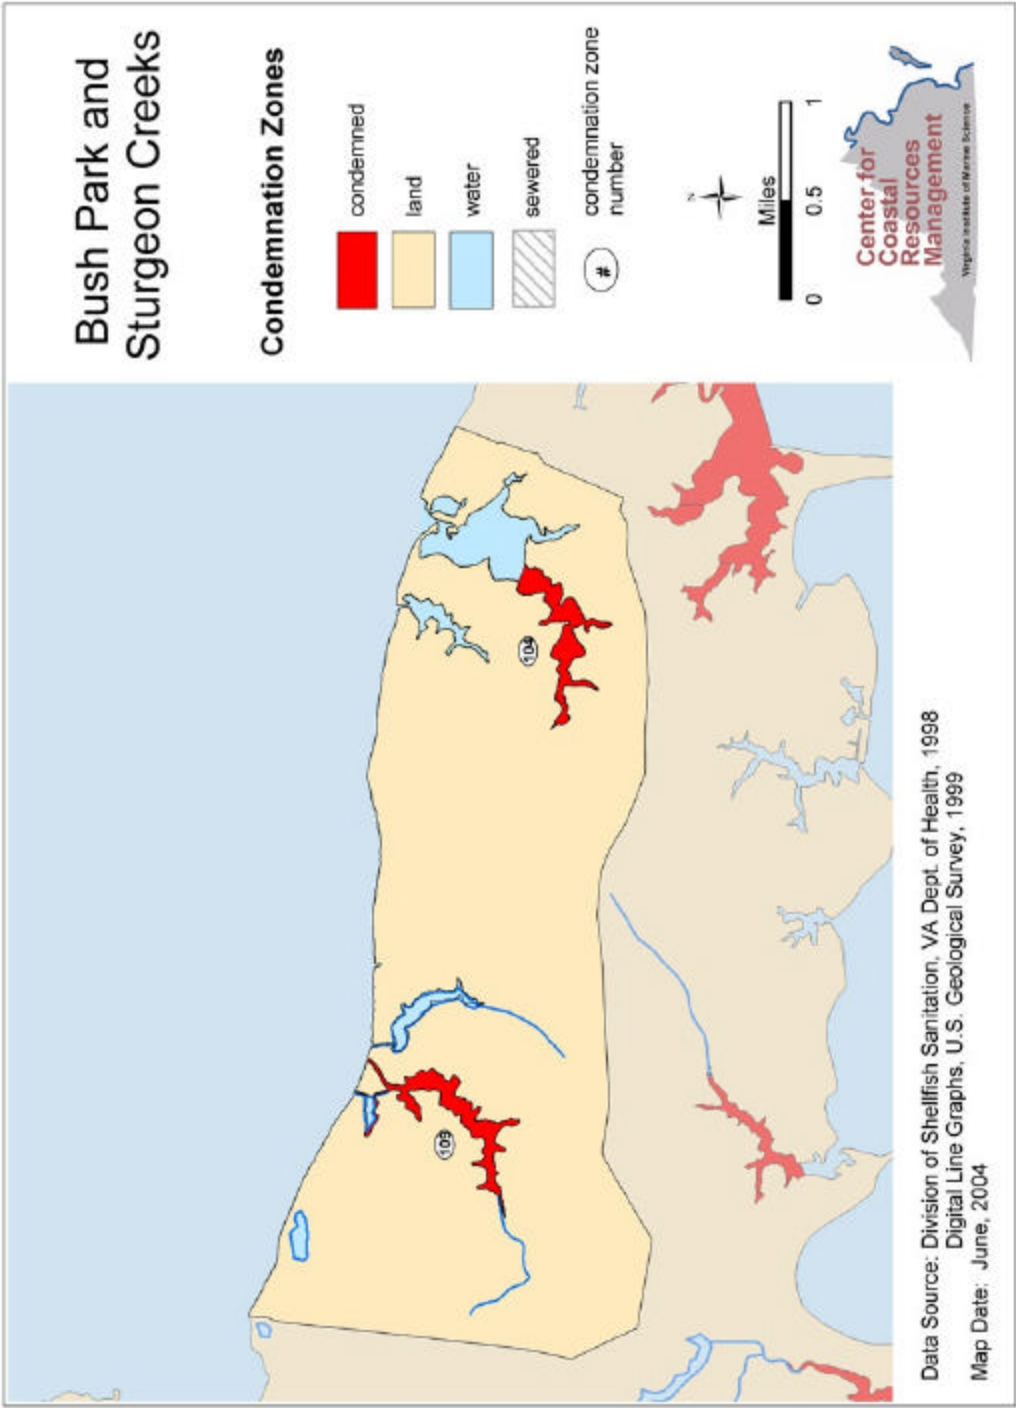 Bush Park and
Sturgeon Creeks
Condemnation Zones
condemned
land
water
sewered
#
condemnation zone
number
N
Miles
0
0.5
1
Center for
Coastal
Resources
Management
Virginia Institute of Marine Science
104
109
Data Source: Division of Shellfish Sanitation, VA Dept. of Health, 1998
Digital Line Graphs, U.S. Geological Survey, 1999
Map Date: June, 2004